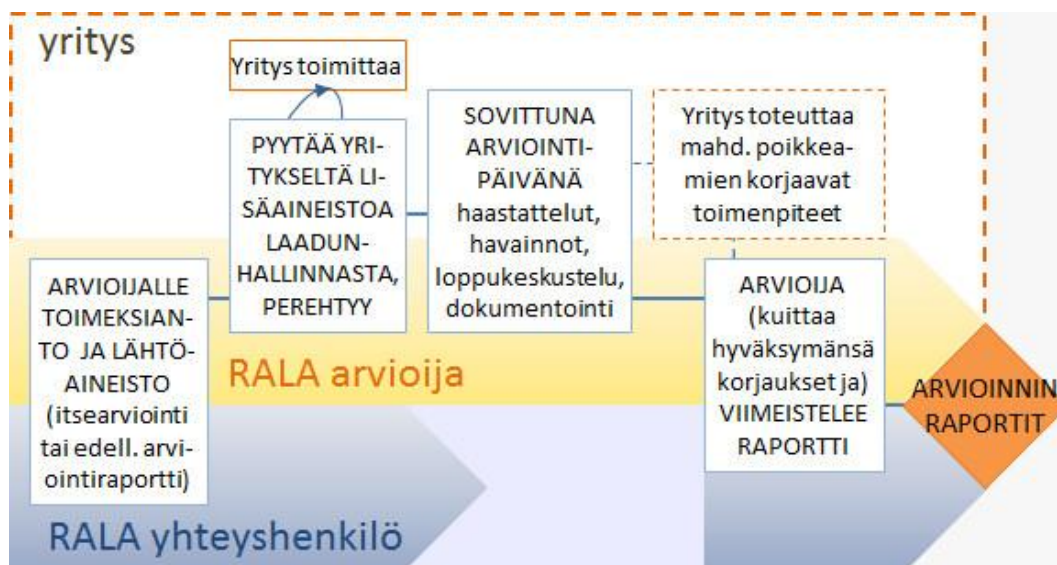 yritys
Yritys toimittaa
PYYTÄÄ YRI-
TYKSELTÄ LI-
SÄAINEISTOA
LAADUN-
HALLINNASTA,
PEREHTYY
SOVITTUNA
ARVIOINTI-
PÄIVÄNÄ
haastattelut,
havainnot,
loppukeskustelu,
dokumentointi
Yritys toteuttaa
mahd. poikkea-
mien korjaavat
toimenpiteet
ARVIOIJALLE
TOIMEKSIAN-
TO JA LÄHTÖ-
AINEISTO
(itsearviointi
tai edell. arvi-
ointiraportti)
ARVIOIJA
(kuittaa
hyväksymänsä
korjaukset ja)
VIIMEISTELEE
RAPORTTI
ARVIOINNIN
RAPORTIT
RALA arvioija
RALA yhteyshenkilö